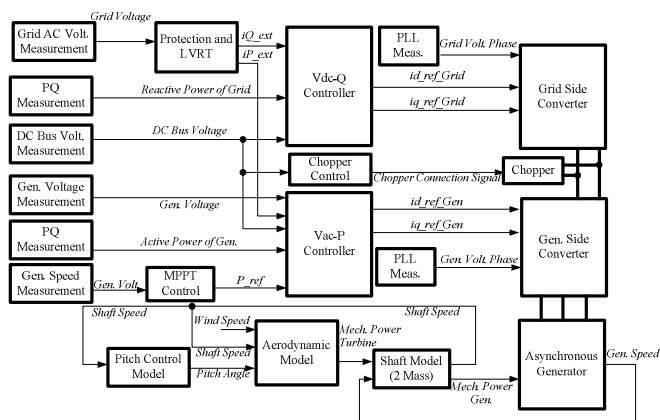 Grid Voltage
Grid AC Volt.
Measurement
Protection and
LVRT
iQ_ext
iP_ext
PLL
Meas.
Grid Volt. Phase
Vdc-Q
Controller
id_ref_Grid
iq_ref_Grid
Grid Side
Converter
PQ
Measurement
Reactive Power of Grid.
DC Bus Volt.
Measurement
DC Bus Voltage
Chopper
Control
Chopper Connection Signal
Chopper
Gen. Voltage
Measurement
Gen. Voltage
Vac-P
Controller
id_ref_Gen
iq_ref_Gen
Gen. Side
Converter
PQ
Measurement
Active Power of Gen.
PLL
Meas.
Gen. Volt. Phase
Gen. Speed
Measurement
Gen. Volt.
MPPT
Control
P_ref
Shaft Speed
Shaft Speed
Wind Speed
Shaft Speed
Aerodynamic
Model
Mech. Power
Turbine
Pitch Control
Model
Pitch Angle
Shaft Model
(2 Mass)
Mech. Power
Gen.
Asynchronous
Generator
Gen. Speed